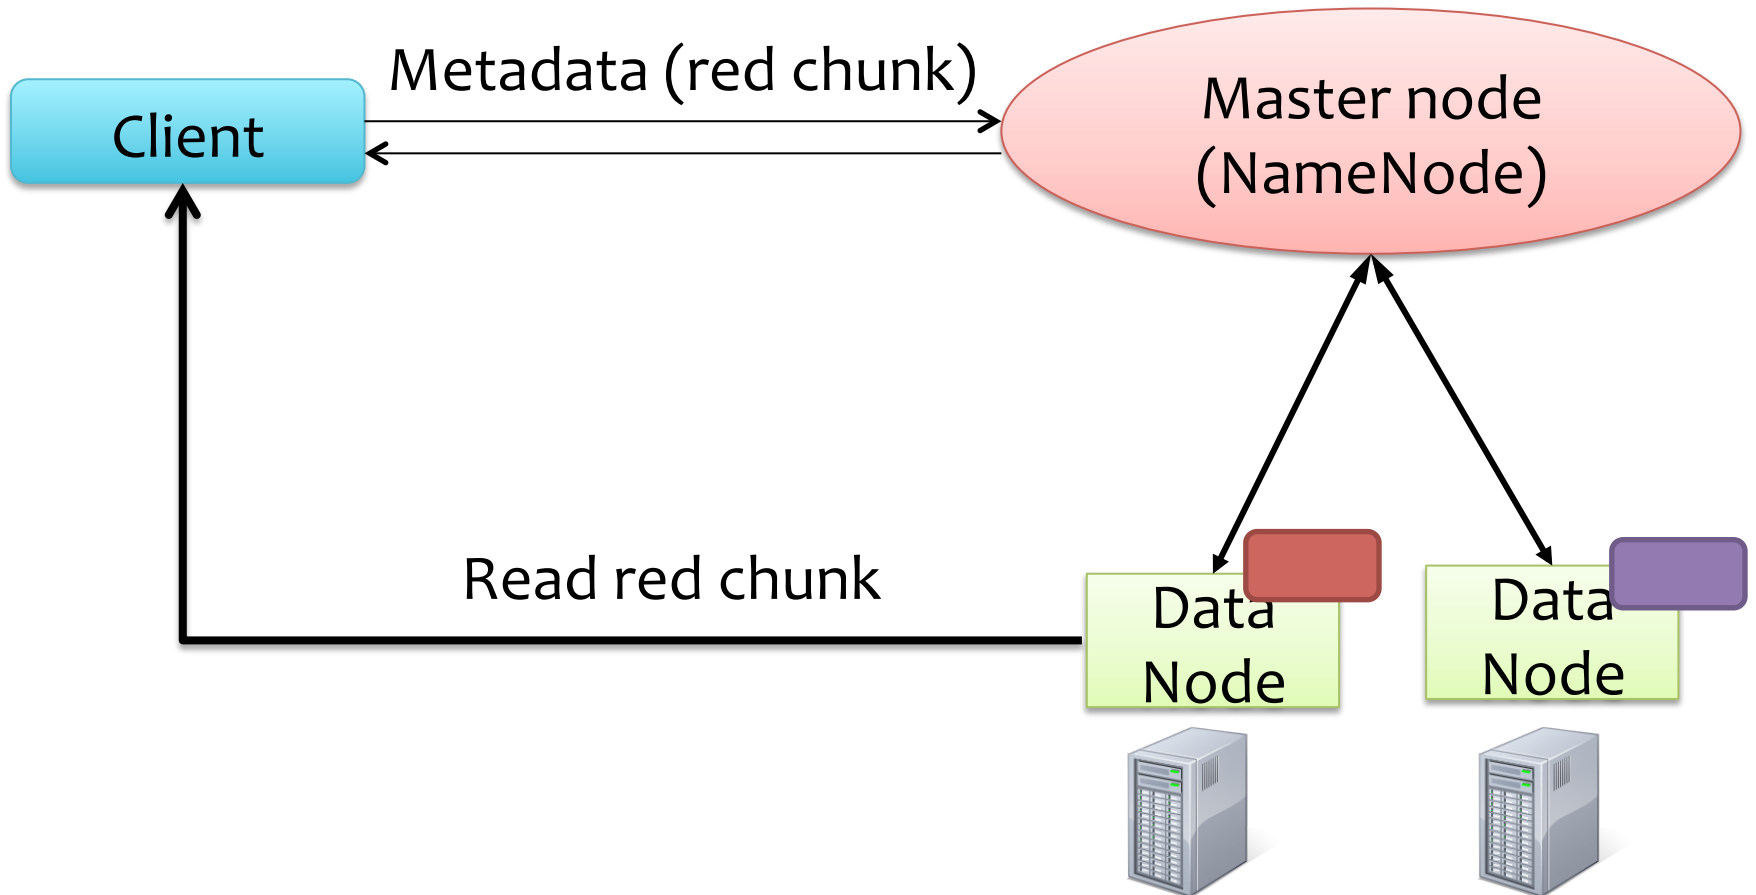 Metadata (red chunk)
Client
Master node
(NameNode)
Read red chunk
Data
Node
Data
Node